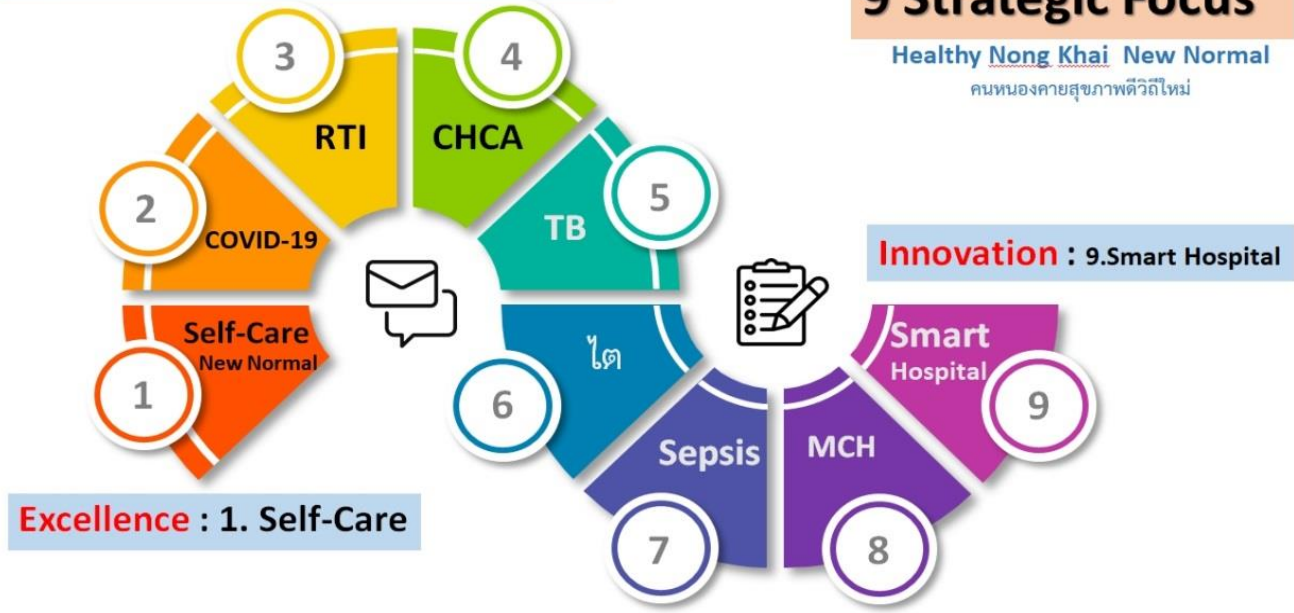 9 Strategic Focus
Healthy Nong Khai New Normal
คนหนองคายสุขภาพดีวิถีใหม่
3
4
RTI
CHCA
2
5
COVID-19
TB
Innovation : 9.Smart Hospital
Self-Care
New Normal
1
ไต
6
Smart
Hospital
9
Sepsis
MCH
7
8
Excellence : 1. Self-Care